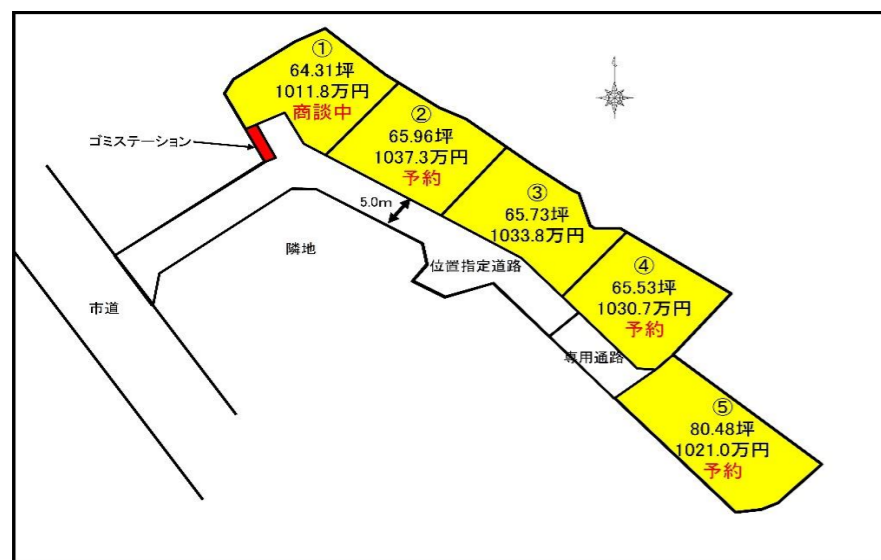 ①
64.31坪
1011.8万円
商談中
②
65.96坪
1037.3万円
予約
③
65.73坪
1033.8万円
④
65.53坪
1030.7万円
予約
⑤
80.48坪
1021.0万円
予約
ゴミステーション
5.0m
隣地
位置指定道路
市道
専用通路